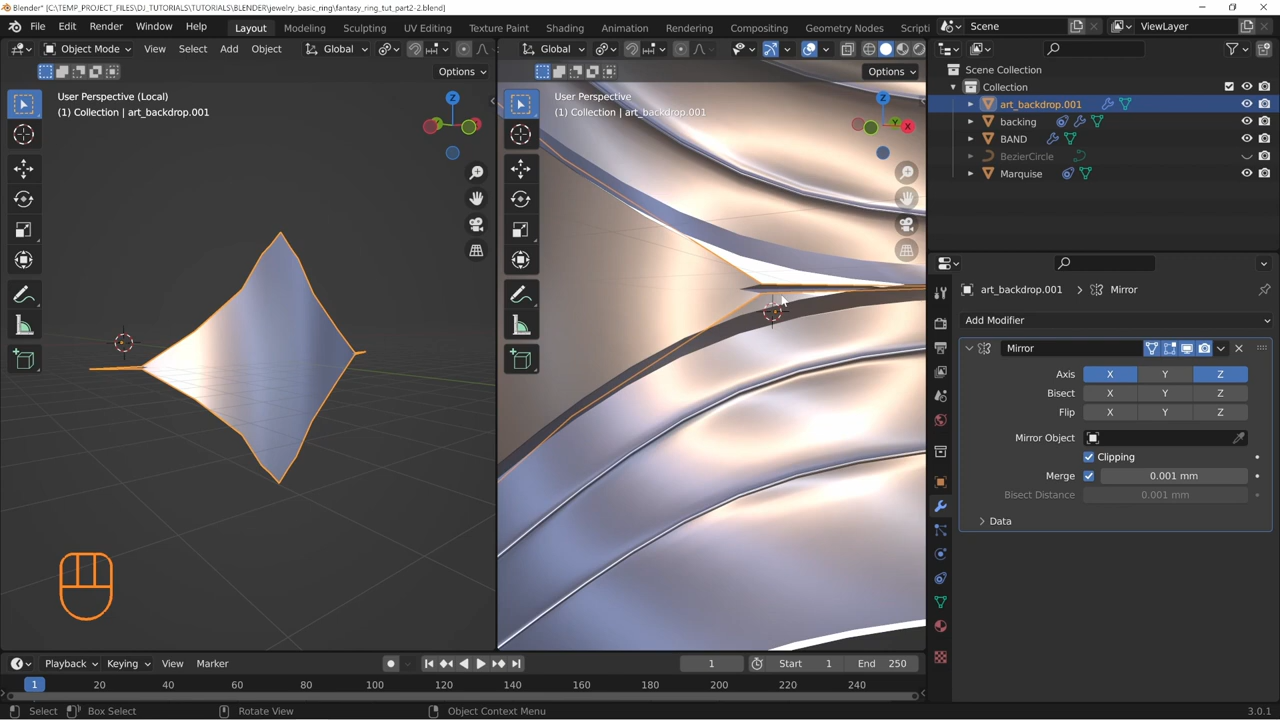 Blender* [C:\TEMP_PROJECT_FILES\DJ_TUTORIALS\TUTORIALS\BLENDER\jewelry_basic_ring\fantasy_ring_tut_part2-2.blend]
File Edit Render Window Help Layout Modeling Sculpting UV Editing Texture Paint Shading Animation Rendering Compositing Geometry Nodes Scripti Scene ViewLayer
Object Mode View Select Add Object Global Global
Options Options
User Perspective (Local)
(1) Collection | art_backdrop.001
User Perspective
(1) Collection | art_backdrop.001
Z
Z
Y
X
Scene Collection
Collection
art_backdrop.001
backing
BAND
BezierCircle
Marquise
art_backdrop.001 > Mirror
Add Modifier
Mirror
Axis X Y Z
Bisect X Y Z
Flip X Y Z
Mirror Object
Clipping
Merge 0.001 mm
Bisect Distance 0.001 mm
Data
Playback Keying View Marker 1 Start 1 End 250
1 20 40 60 80 100 120 140 160 180 200 220 240
Select Box Select Rotate View Object Context Menu 3.0.1